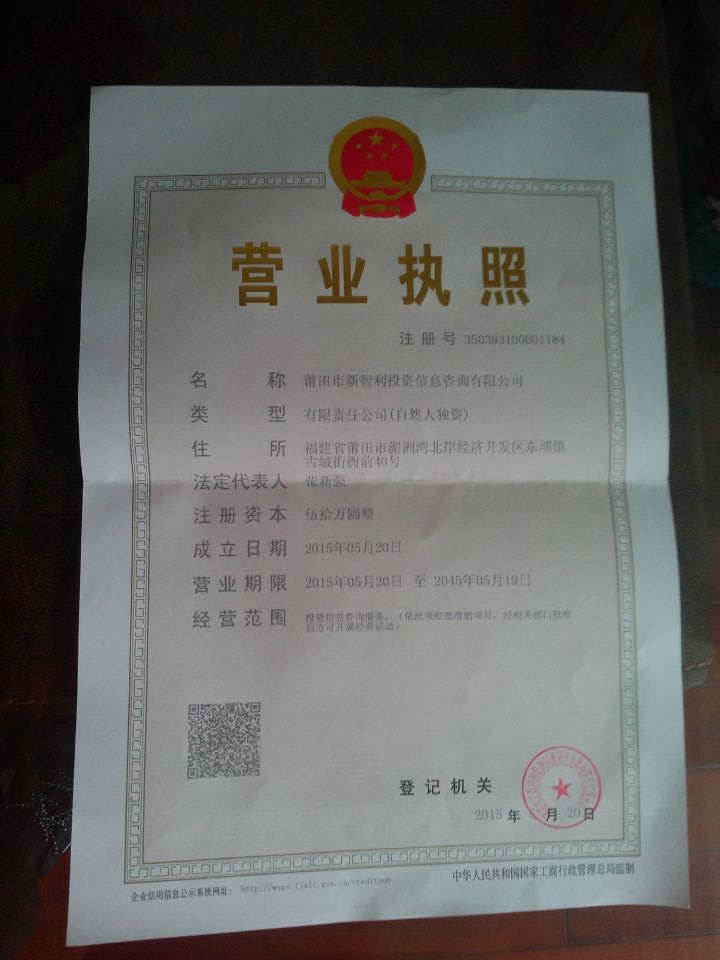 营业执照
注册号 350393100001184
名称 莆田市新智利投资信息咨询有限公司
类型 有限责任公司(自然人独资)
住所 福建省莆田市湄洲湾北岸经济开发区东埔镇
古城街街前40号
法定代表人 张新强
注册资本 伍拾万圆整
成立日期 2015年05月20日
营业期限 2015年05月20日 至 2045年05月19日
经营范围 投资信息咨询服务。(依法须经批准的项目，经相关部门批准
后方可开展经营活动)
登记机关
2015 年 月 20 日
企业信用信息公示系统网址： http://wsgs.fjaic.gov.cn/creditpub
中华人民共和国国家工商行政管理总局监制